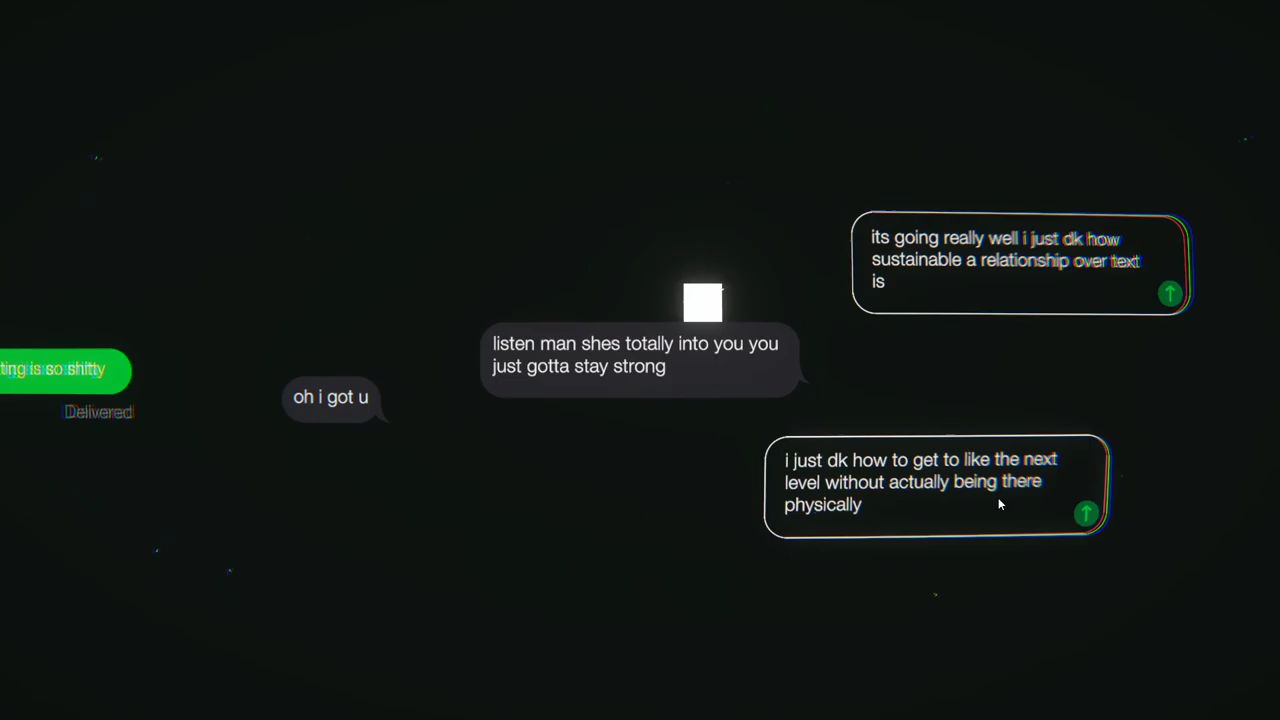 ting is so shitty
Delivered
oh i got u
listen man shes totally into you you
just gotta stay strong
its going really well i just dk how
sustainable a relationship over text
is
i just dk how to get to like the next
level without actually being there
physically